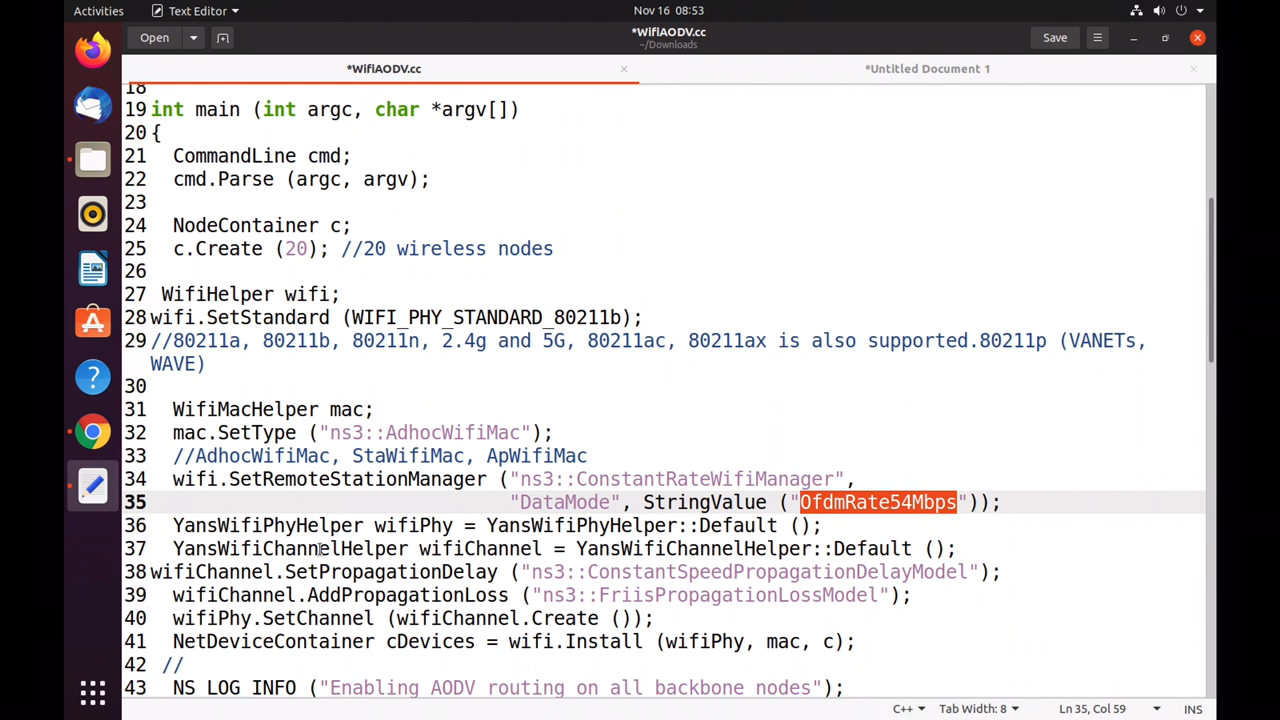 Activities
Text Editor
Nov 16 08:53
Open
*WifiAODV.cc
~/Downloads
Save
*WifiAODV.cc
*Untitled Document 1
18
19 int main (int argc, char *argv[])
20 {
21 CommandLine cmd;
22 cmd.Parse (argc, argv);
23
24 NodeContainer c;
25 c.Create (20); //20 wireless nodes
26
27 WifiHelper wifi;
28 wifi.SetStandard (WIFI_PHY_STANDARD_80211b);
29 //80211a, 80211b, 80211n, 2.4g and 5G, 80211ac, 80211ax is also supported.80211p (VANETs,
WAVE)
30
31 WifiMacHelper mac;
32 mac.SetType ("ns3::AdhocWifiMac");
33 //AdhocWifiMac, StaWifiMac, ApWifiMac
34 wifi.SetRemoteStationManager ("ns3::ConstantRateWifiManager",
35 "DataMode", StringValue ("OfdmRate54Mbps"));
36 YansWifiPhyHelper wifiPhy = YansWifiPhyHelper::Default ();
37 YansWifiChannelHelper wifiChannel = YansWifiChannelHelper::Default ();
38 wifiChannel.SetPropagationDelay ("ns3::ConstantSpeedPropagationDelayModel");
39 wifiChannel.AddPropagationLoss ("ns3::FriisPropagationLossModel");
40 wifiPhy.SetChannel (wifiChannel.Create ());
41 NetDeviceContainer cDevices = wifi.Install (wifiPhy, mac, c);
42 //
43 NS_LOG_INFO ("Enabling AODV routing on all backbone nodes");
C++
Tab Width: 8
Ln 35, Col 59
INS